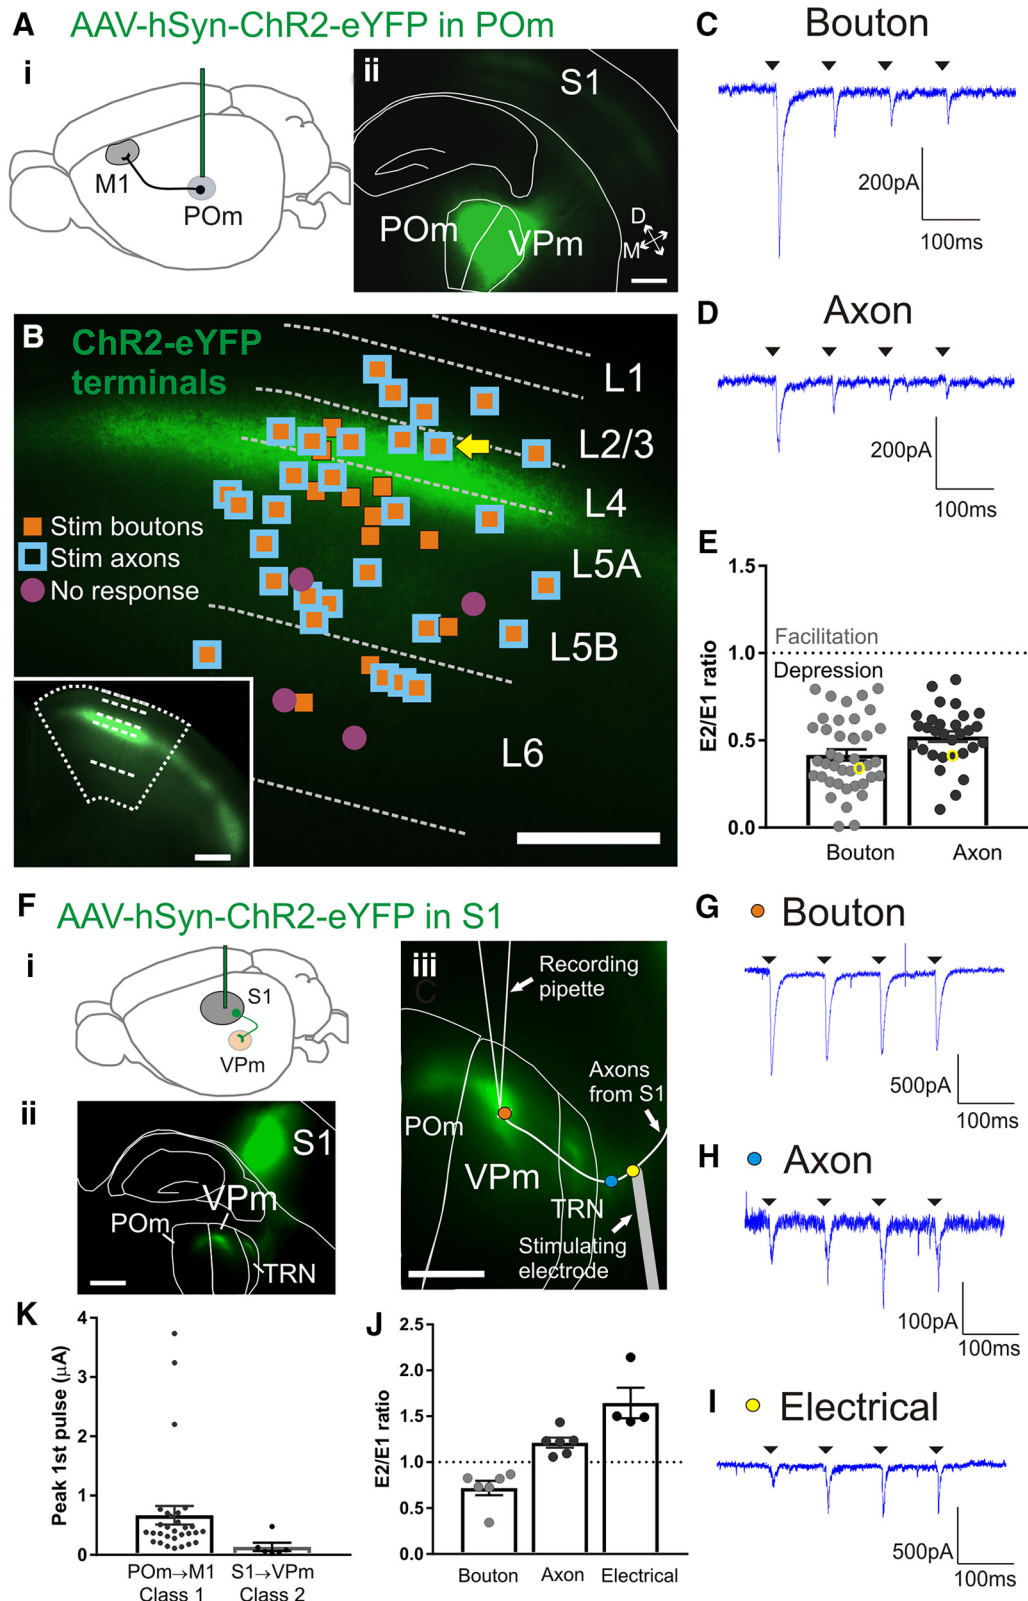 A
AAV-hSyn-ChR2-eYFP in POm
i
M1
POm
ii
S1
POm
VPm
D
M
B
ChR2-eYFP
terminals
L1
L2/3
L4
L5A
L5B
L6
Stim boutons
Stim axons
No response
C
Bouton
200pA
100ms
D
Axon
200pA
100ms
E
1.5
1.0
0.5
0.0
E2/E1 ratio
Facilitation
Depression
Bouton
Axon
F
AAV-hSyn-ChR2-eYFP in S1
i
S1
VPm
ii
S1
VPm
POm
TRN
iii
C
Recording
pipette
Axons
from S1
POm
VPm
TRN
Stimulating
electrode
G
Bouton
500pA
100ms
H
Axon
100pA
100ms
I
Electrical
500pA
100ms
K
4
3
2
1
0
Peak 1st pulse (µA)
POm→M1
Class 1
S1→VPm
Class 2
J
2.5
2.0
1.5
1.0
0.5
0.0
E2/E1 ratio
Bouton
Axon
Electrical